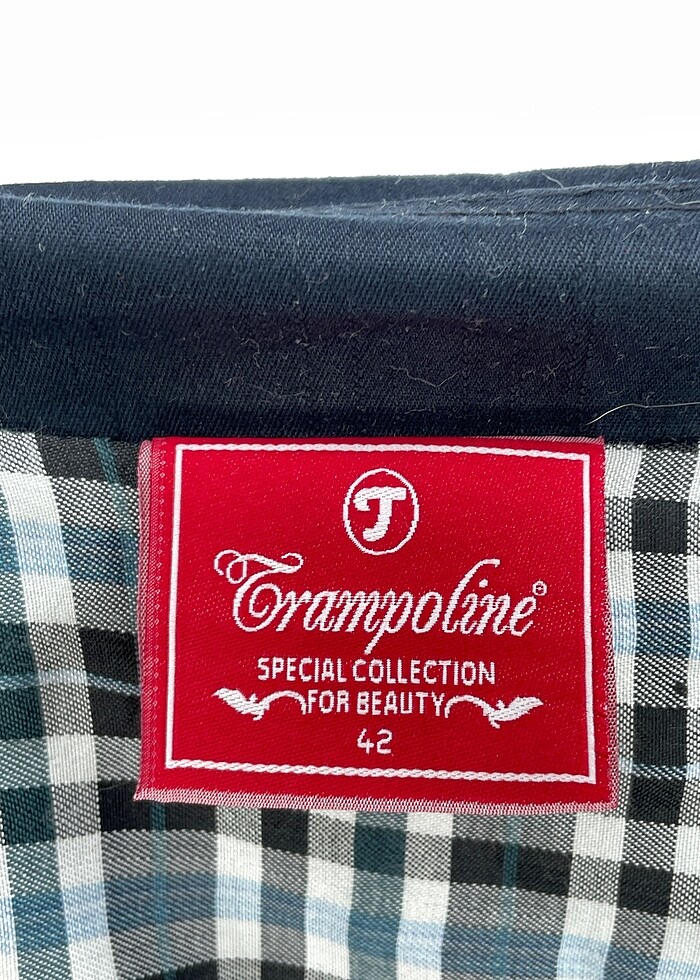 T
Trampoline®
SPECIAL COLLECTION
FOR BEAUTY
42